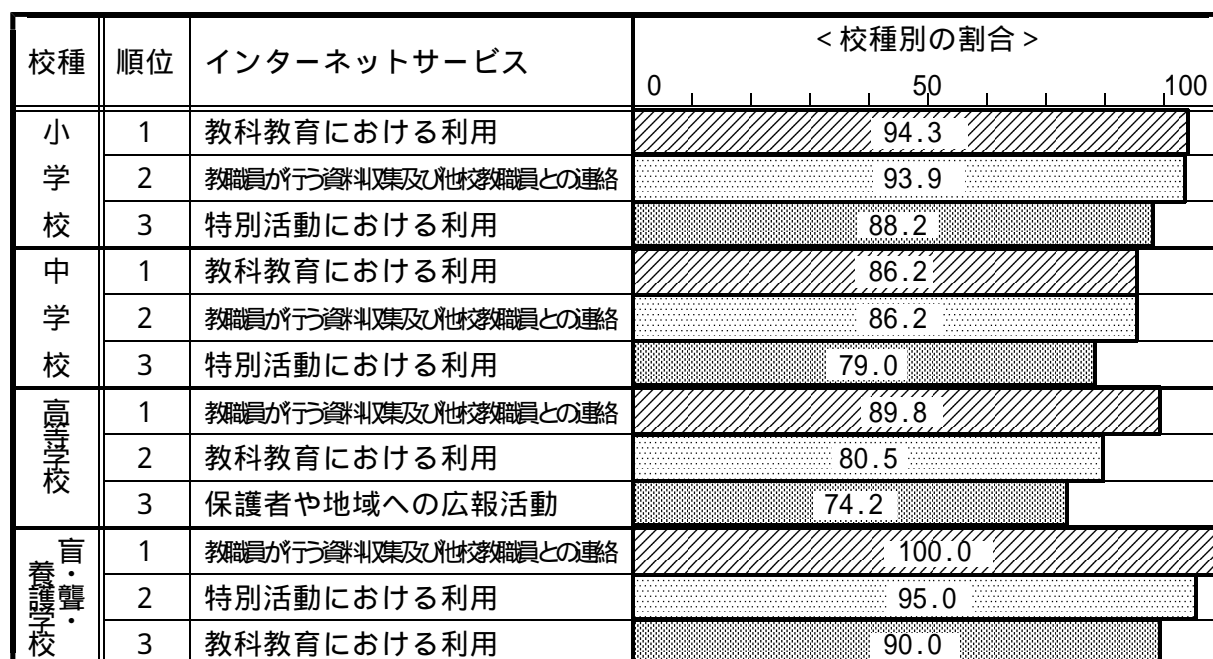 校種 順位 インターネットサービス <校種別の割合>
0 50 100
小学校 1 教科教育における利用 94.3
2 教職員が行う資料収集及び他校教職員との連絡 93.9
3 特別活動における利用 88.2
中学校 1 教科教育における利用 86.2
2 教職員が行う資料収集及び他校教職員との連絡 86.2
3 特別活動における利用 79.0
高等学校 1 教職員が行う資料収集及び他校教職員との連絡 89.8
2 教科教育における利用 80.5
3 保護者や地域への広報活動 74.2
盲・聾・養護学校 1 教職員が行う資料収集及び他校教職員との連絡 100.0
2 特別活動における利用 95.0
3 教科教育における利用 90.0